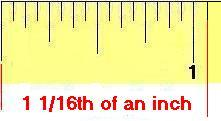 1
1 1/16th of an inch